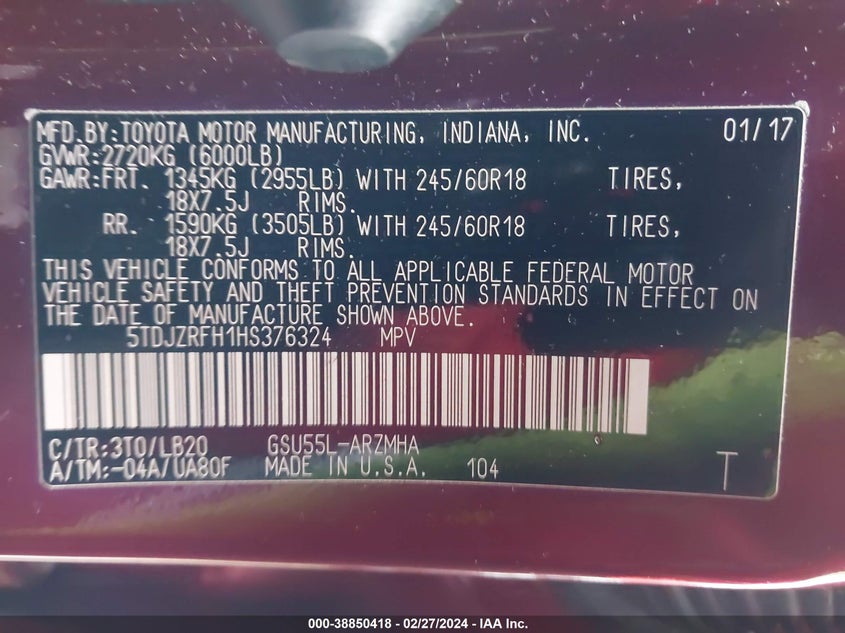 MFD.BY:TOYOTA MOTOR MANUFACTURING, INDIANA, INC. 01/17
GVWR:2720KG (6000LB)
GAWR:FRT. 1345KG (2955LB) WITH 245/60R18 TIRES,
18X7.5J RIMS.
RR. 1590KG (3505LB) WITH 245/60R18 TIRES,
18X7.5J RIMS.
THIS VEHICLE CONFORMS TO ALL APPLICABLE FEDERAL MOTOR
VEHICLE SAFETY AND THEFT PREVENTION STANDARDS IN EFFECT ON
THE DATE OF MANUFACTURE SHOWN ABOVE.
5TDJZRFH1HS376324 MPV
C/TR:3T0/LB20 GSU55L-ARZMHA
A/TM:-04A/UA80F MADE IN U.S.A. 104 T
000-38850418 - 02/27/2024 - IAA Inc.